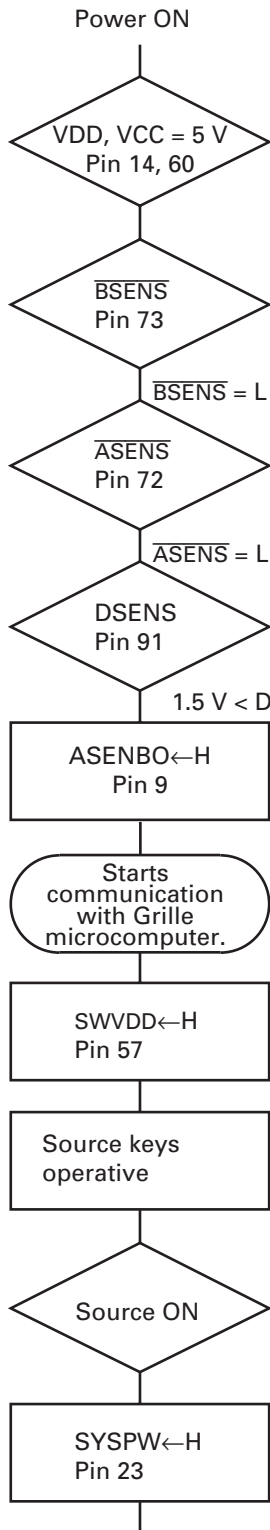 Power ON
VDD, VCC = 5 V
Pin 14, 60
BSENS
Pin 73
BSENS = L
ASENS
Pin 72
ASENS = L
DSENS
Pin 91
1.5 V < D
ASENBO←H
Pin 9
Starts
communication
with Grille
microcomputer.
SWVDD←H
Pin 57
Source keys
operative
Source ON
SYSPW←H
Pin 23